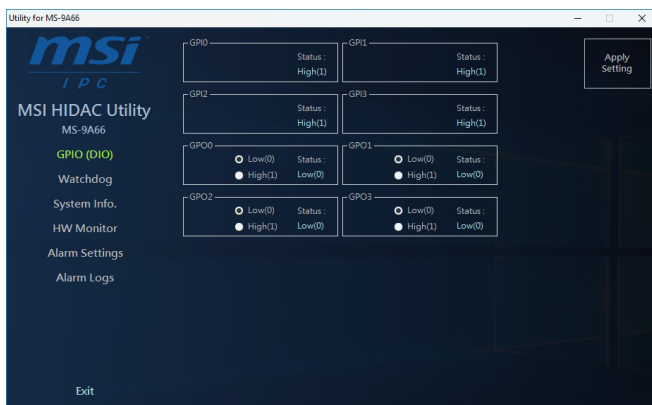 Utility for MS-9A66
msi
IPC
MSI HIDAC Utility
MS-9A66
GPIO (DIO)
Watchdog
System Info.
HW Monitor
Alarm Settings
Alarm Logs
Exit
GPI0
Status :
High(1)
GPI1
Status :
High(1)
GPI2
Status :
High(1)
GPI3
Status :
High(1)
GPO0
Low(0) Status :
High(1) Low(0)
GPO1
Low(0) Status :
High(1) Low(0)
GPO2
Low(0) Status :
High(1) Low(0)
GPO3
Low(0) Status :
High(1) Low(0)
Apply
Setting